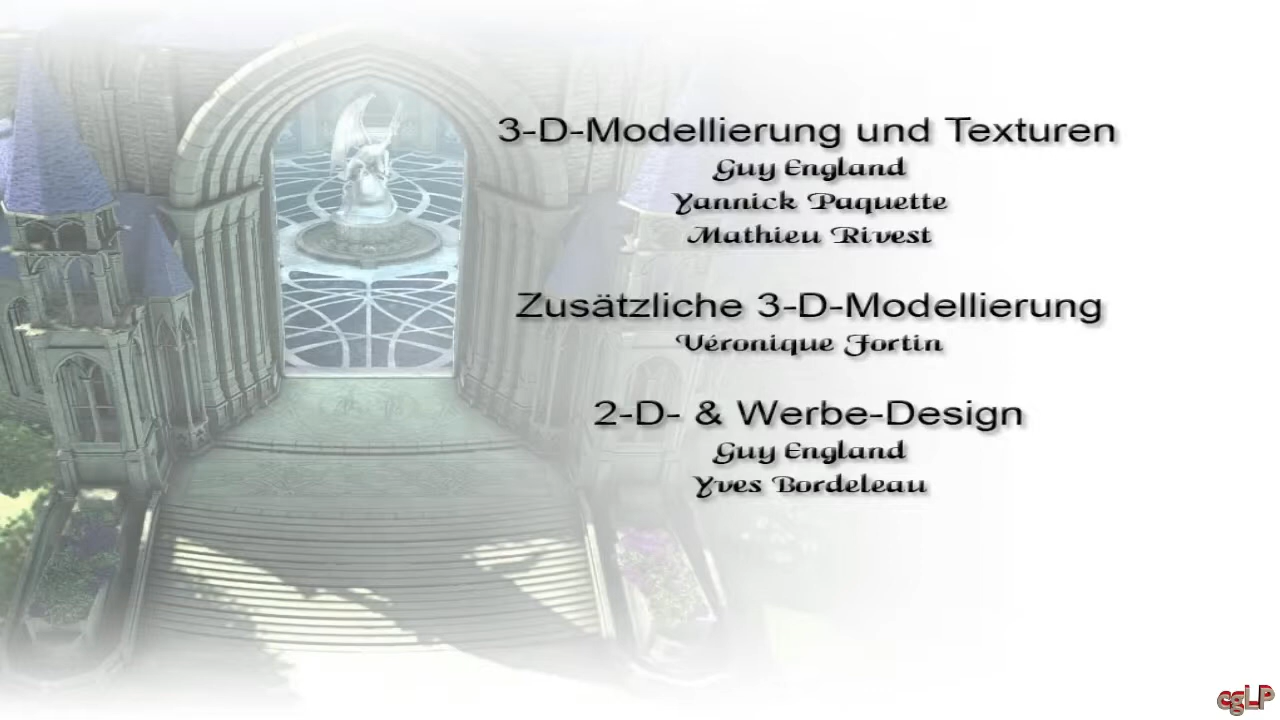 3-D-Modellierung und Texturen
Guy England
Yannick Paquette
Mathieu Rivest
Zusätzliche 3-D-Modellierung
Véronique Fortin
2-D- & Werbe-Design
Guy England
Yves Bordeleau
cgLP